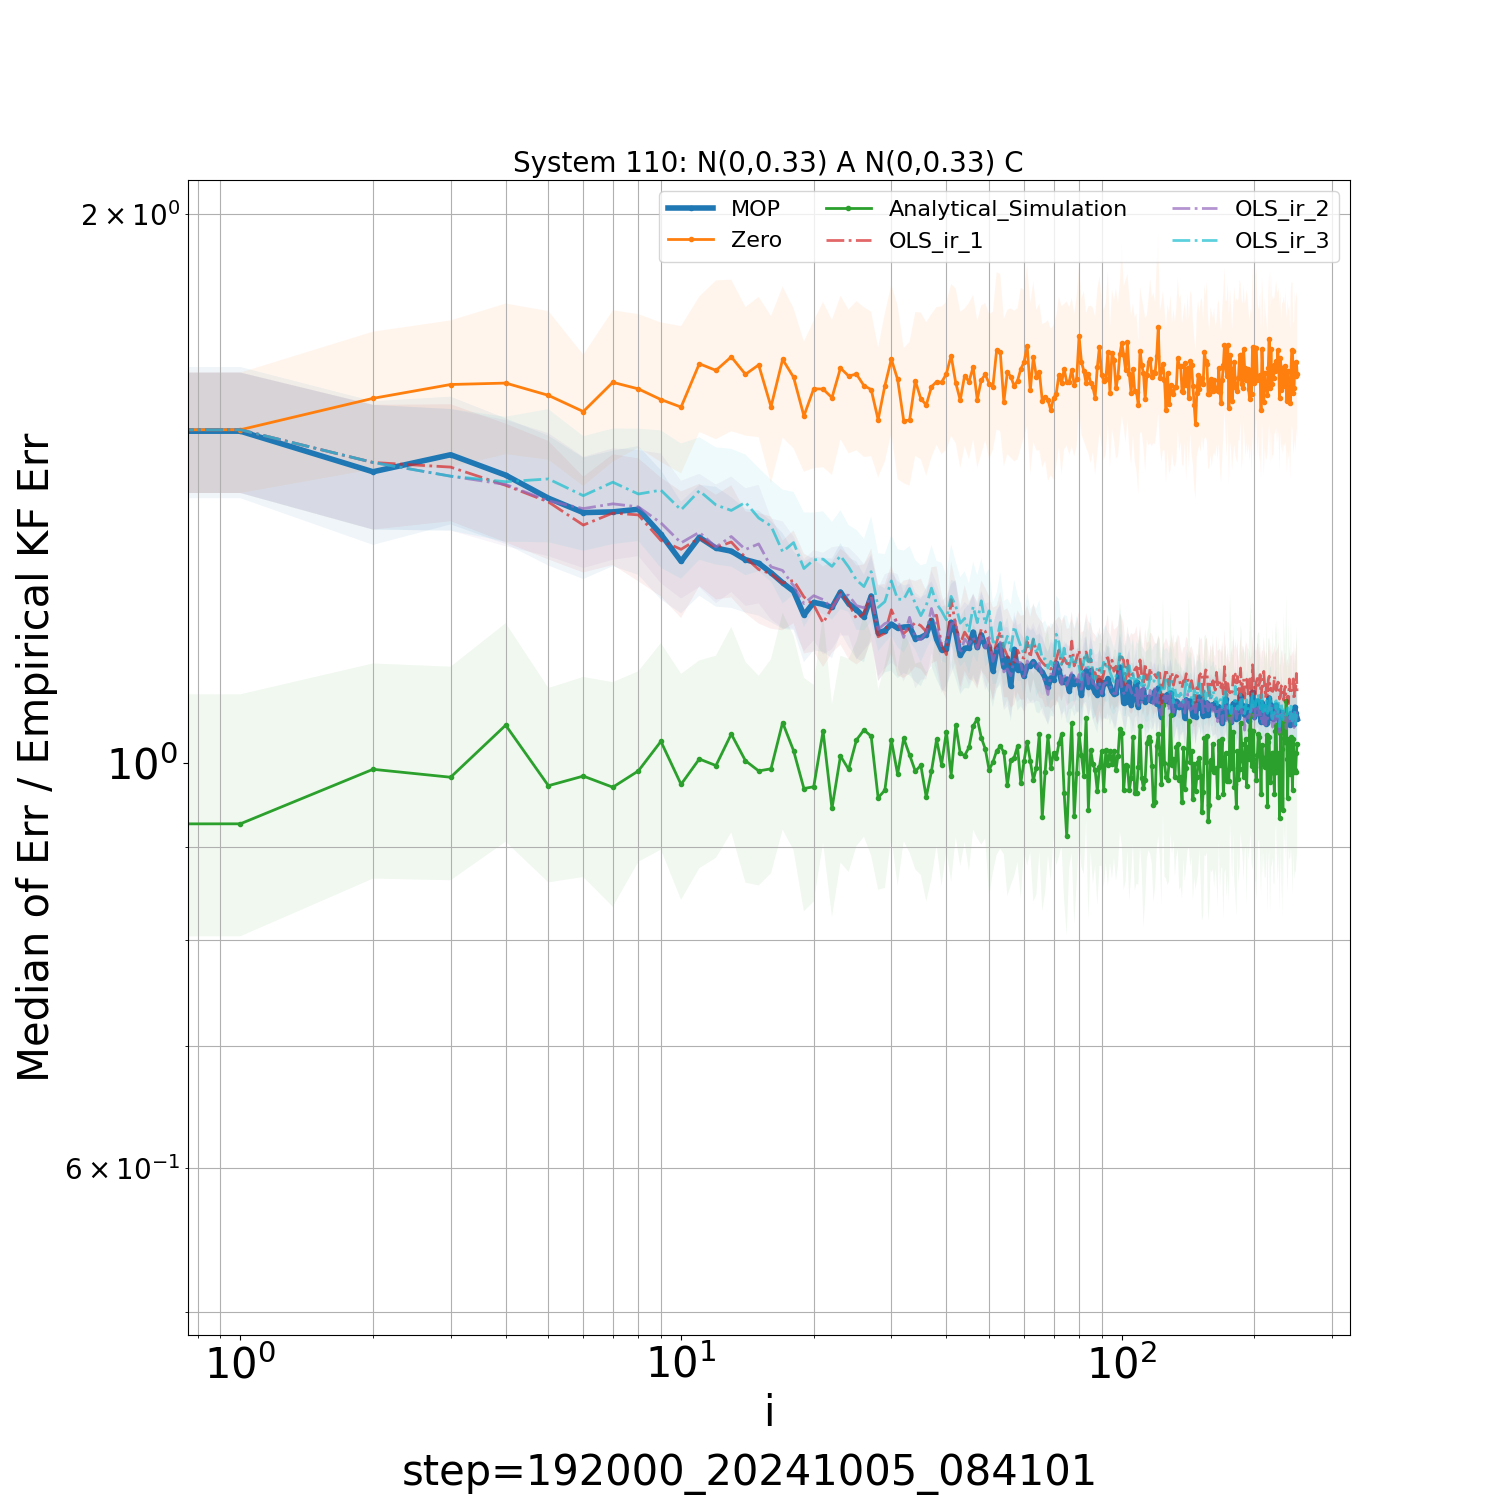 System 110: N(0,0.33) A N(0,0.33) C
MOP
Zero
Analytical_Simulation
OLS_ir_1
OLS_ir_2
OLS_ir_3
2 × 10⁰
10⁰
6 × 10⁻¹
Median of Err / Empirical KF Err
10⁰ 10¹ 10²
i
step=192000_20241005_084101